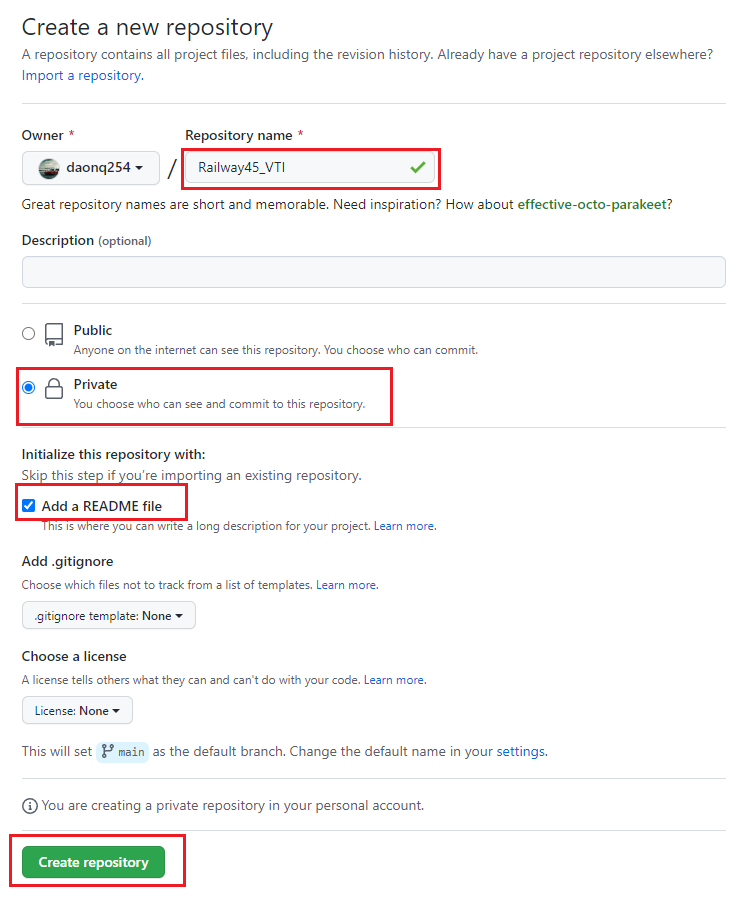 Create a new repository
A repository contains all project files, including the revision history. Already have a project repository elsewhere?
Import a repository.
Owner * Repository name *
daonq254 / Railway45_VTI
Great repository names are short and memorable. Need inspiration? How about effective-octo-parakeet?
Description (optional)
Public
Anyone on the internet can see this repository. You choose who can commit.
Private
You choose who can see and commit to this repository.
Initialize this repository with:
Skip this step if you're importing an existing repository.
Add a README file
This is where you can write a long description for your project. Learn more.
Add .gitignore
Choose which files not to track from a list of templates. Learn more.
.gitignore template: None
Choose a license
A license tells others what they can and can't do with your code. Learn more.
License: None
This will set main as the default branch. Change the default name in your settings.
You are creating a private repository in your personal account.
Create repository